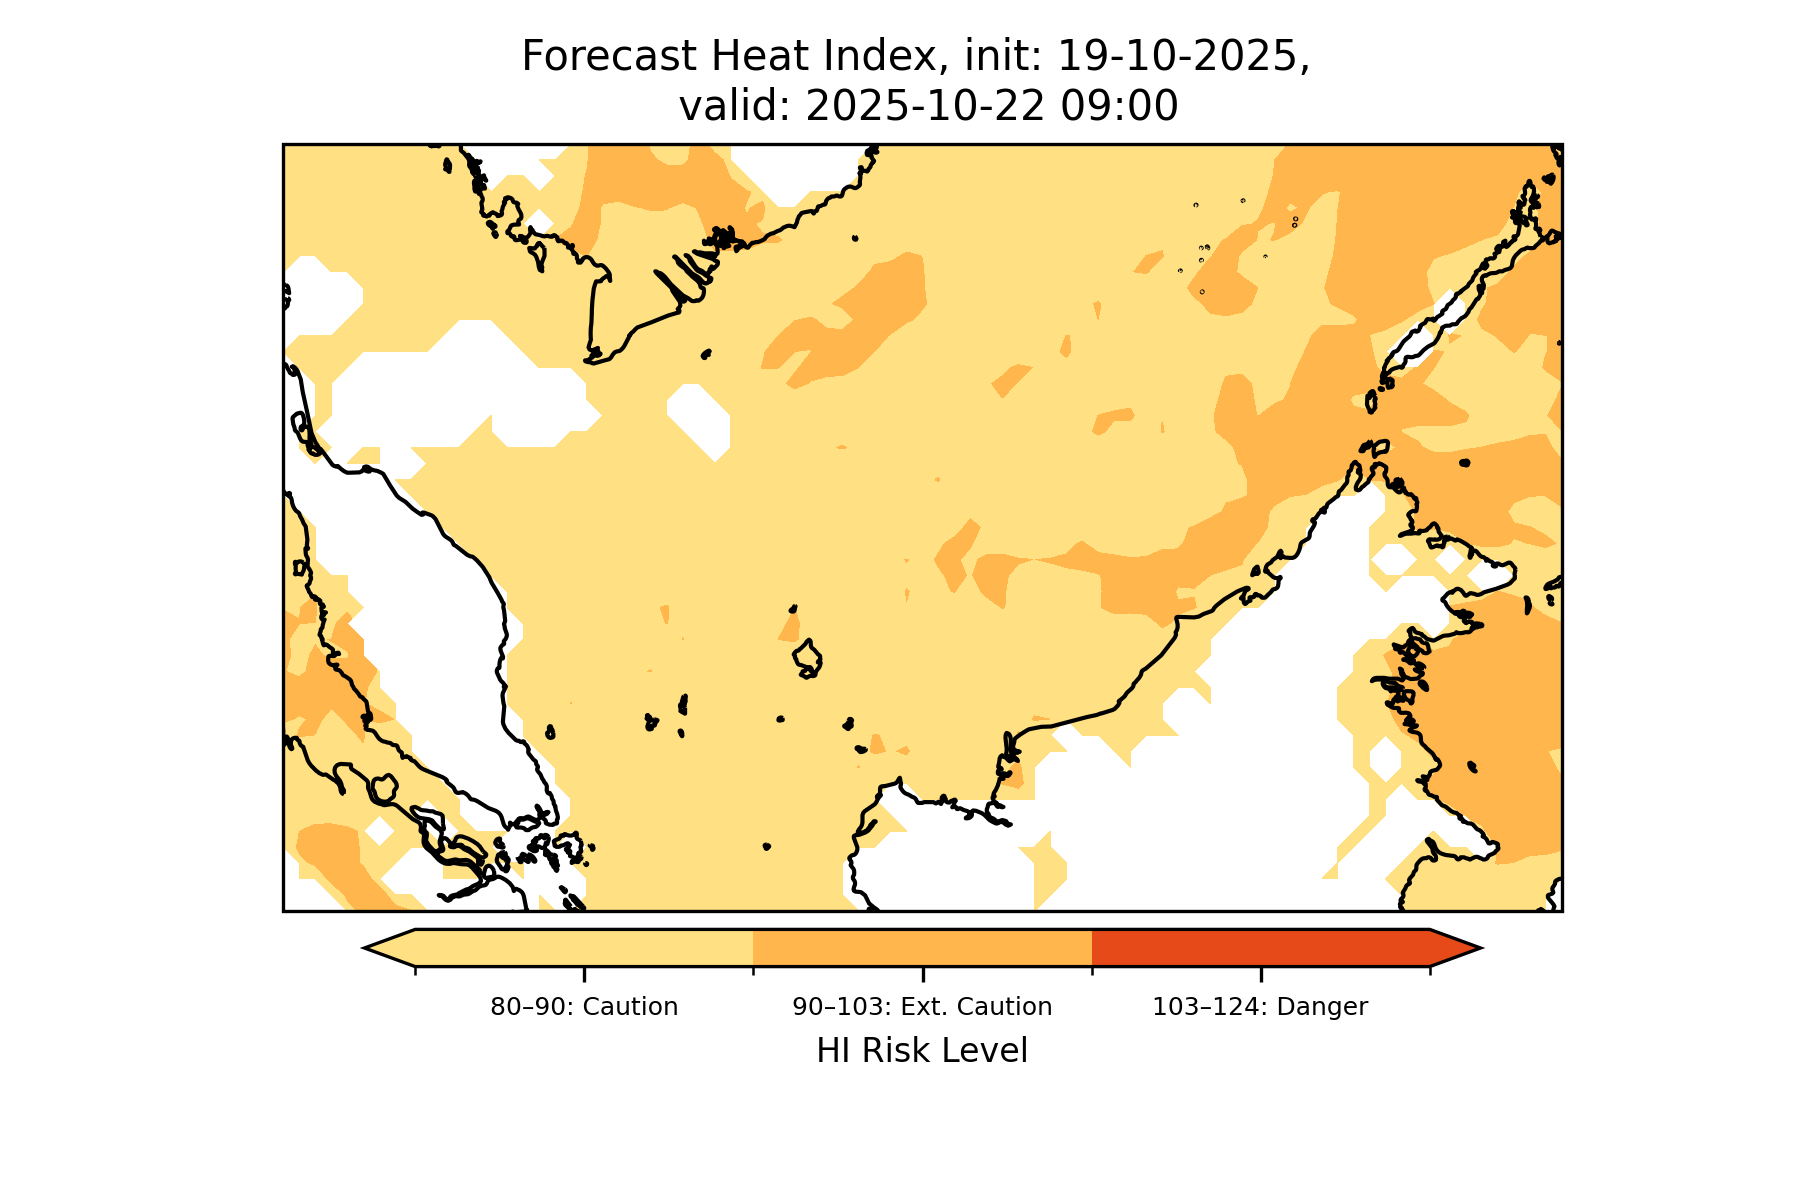 Forecast Heat Index, init: 19-10-2025,
valid: 2025-10-22 09:00
80–90: Caution
90–103: Ext. Caution
103–124: Danger
HI Risk Level